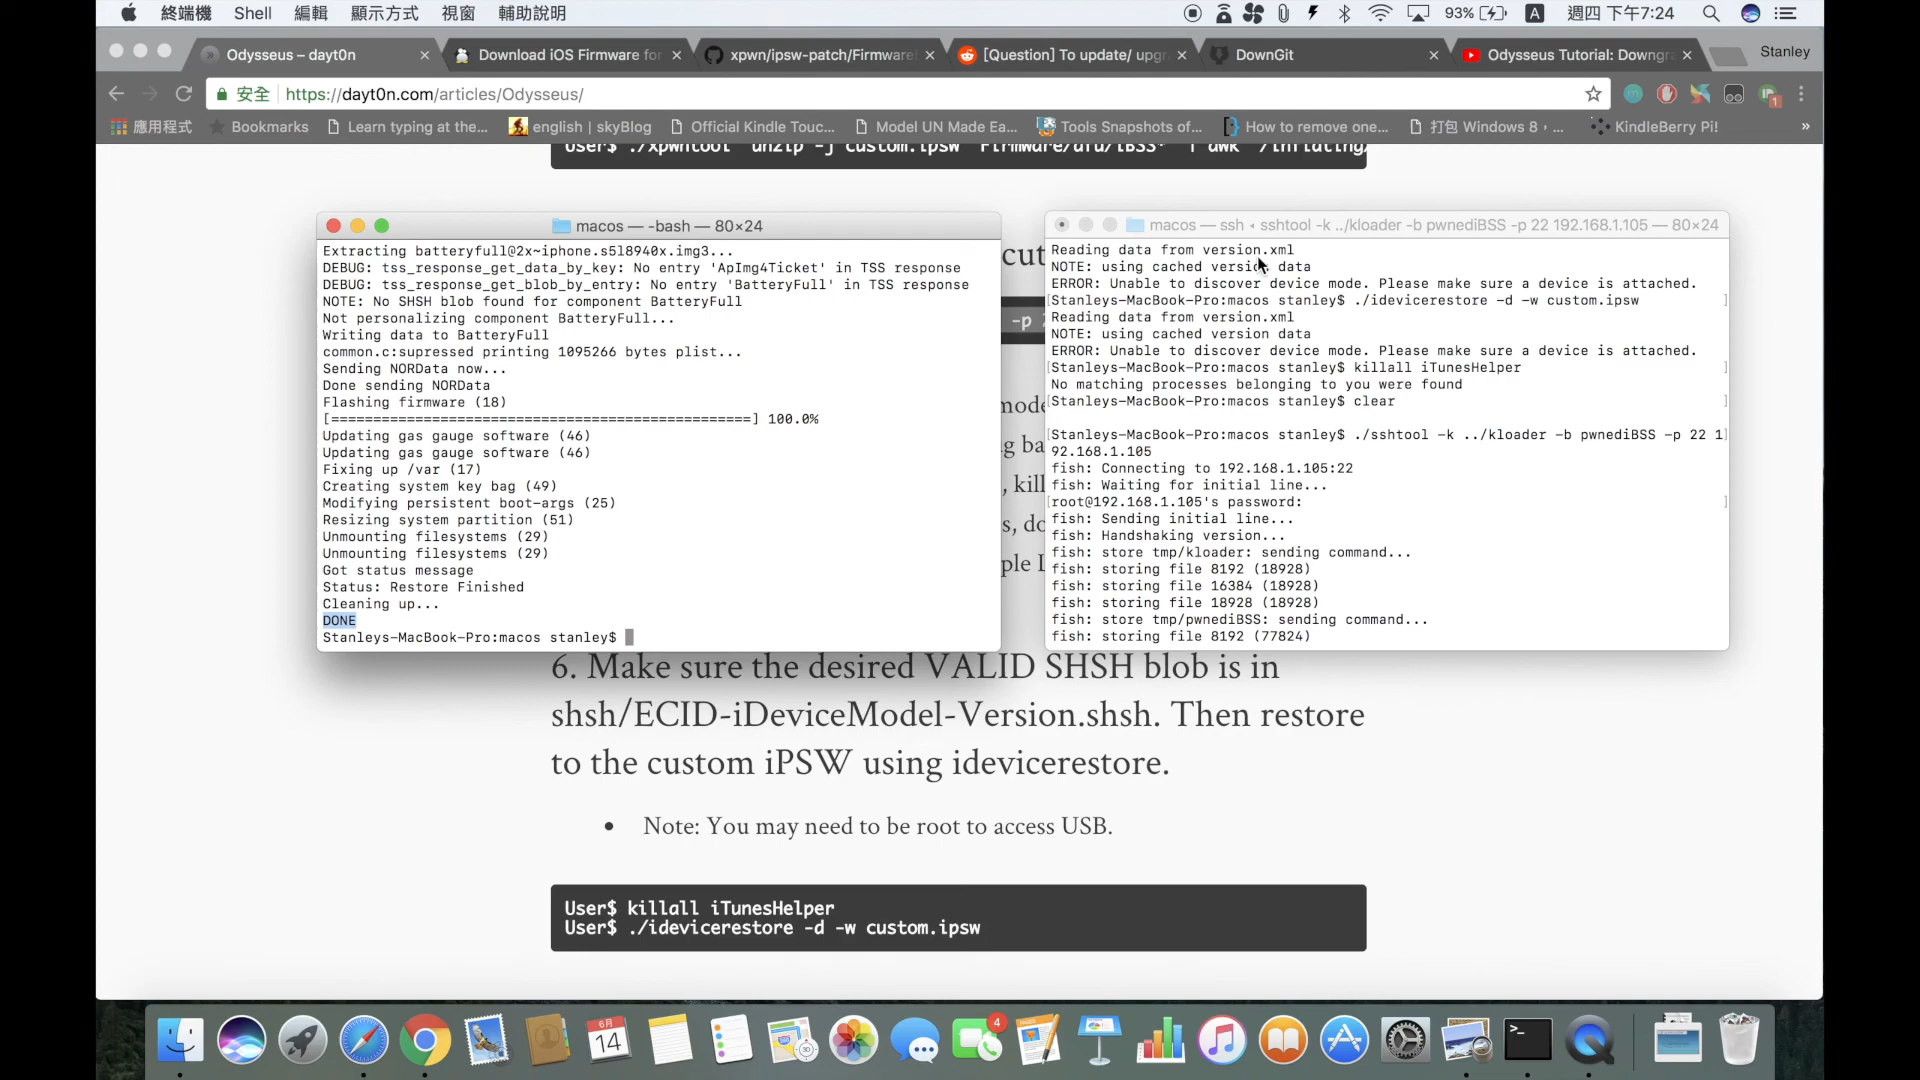 終端機 Shell 編輯 顯示方式 視窗 輔助說明 93% A 週四 下午7:24
Odysseus – dayt0n
Download iOS Firmware for
xpwn/ipsw-patch/Firmware
[Question] To update/ upgr
DownGit
Odysseus Tutorial: Downgr
Stanley
安全 https://dayt0n.com/articles/Odysseus/
應用程式 Bookmarks Learn typing at the... english | skyBlog Official Kindle Touc... Model UN Made Ea... Tools Snapshots of... How to remove one... 打包 Windows 8，... KindleBerry Pi! »
User$ ./xpwntool `unzip -j custom.ipsw 'Firmware/dfu/iBSS*' | awk '/inflating
macos — -bash — 80×24
Extracting batteryfull@2x~iphone.s5l8940x.img3...
DEBUG: tss_response_get_data_by_key: No entry 'ApImg4Ticket' in TSS response
DEBUG: tss_response_get_blob_by_entry: No entry 'BatteryFull' in TSS response
NOTE: No SHSH blob found for component BatteryFull
Not personalizing component BatteryFull...
Writing data to BatteryFull
common.c:supressed printing 1095266 bytes plist...
Sending NORData now...
Done sending NORData
Flashing firmware (18)
[==================================================] 100.0%
Updating gas gauge software (46)
Updating gas gauge software (46)
Fixing up /var (17)
Creating system key bag (49)
Modifying persistent boot-args (25)
Resizing system partition (51)
Unmounting filesystems (29)
Unmounting filesystems (29)
Got status message
Status: Restore Finished
Cleaning up...
DONE
Stanleys-MacBook-Pro:macos stanley$
cut
-p
mode
g ba
, kill
s, do
ple
macos — ssh ◂ sshtool -k ../kloader -b pwnediBSS -p 22 192.168.1.105 — 80×24
Reading data from version.xml
NOTE: using cached version data
ERROR: Unable to discover device mode. Please make sure a device is attached.
[Stanleys-MacBook-Pro:macos stanley$ ./idevicerestore -d -w custom.ipsw ]
Reading data from version.xml
NOTE: using cached version data
ERROR: Unable to discover device mode. Please make sure a device is attached.
[Stanleys-MacBook-Pro:macos stanley$ killall iTunesHelper ]
No matching processes belonging to you were found
[Stanleys-MacBook-Pro:macos stanley$ clear ]
[Stanleys-MacBook-Pro:macos stanley$ ./sshtool -k ../kloader -b pwnediBSS -p 22 1]
92.168.1.105
fish: Connecting to 192.168.1.105:22
fish: Waiting for initial line...
[root@192.168.1.105's password: ]
fish: Sending initial line...
fish: Handshaking version...
fish: store tmp/kloader: sending command...
fish: storing file 8192 (18928)
fish: storing file 16384 (18928)
fish: storing file 18928 (18928)
fish: store tmp/pwnediBSS: sending command...
fish: storing file 8192 (77824)
6. Make sure the desired VALID SHSH blob is in
shsh/ECID-iDeviceModel-Version.shsh. Then restore
to the custom iPSW using idevicerestore.
• Note: You may need to be root to access USB.
User$ killall iTunesHelper
User$ ./idevicerestore -d -w custom.ipsw
6月
14
4